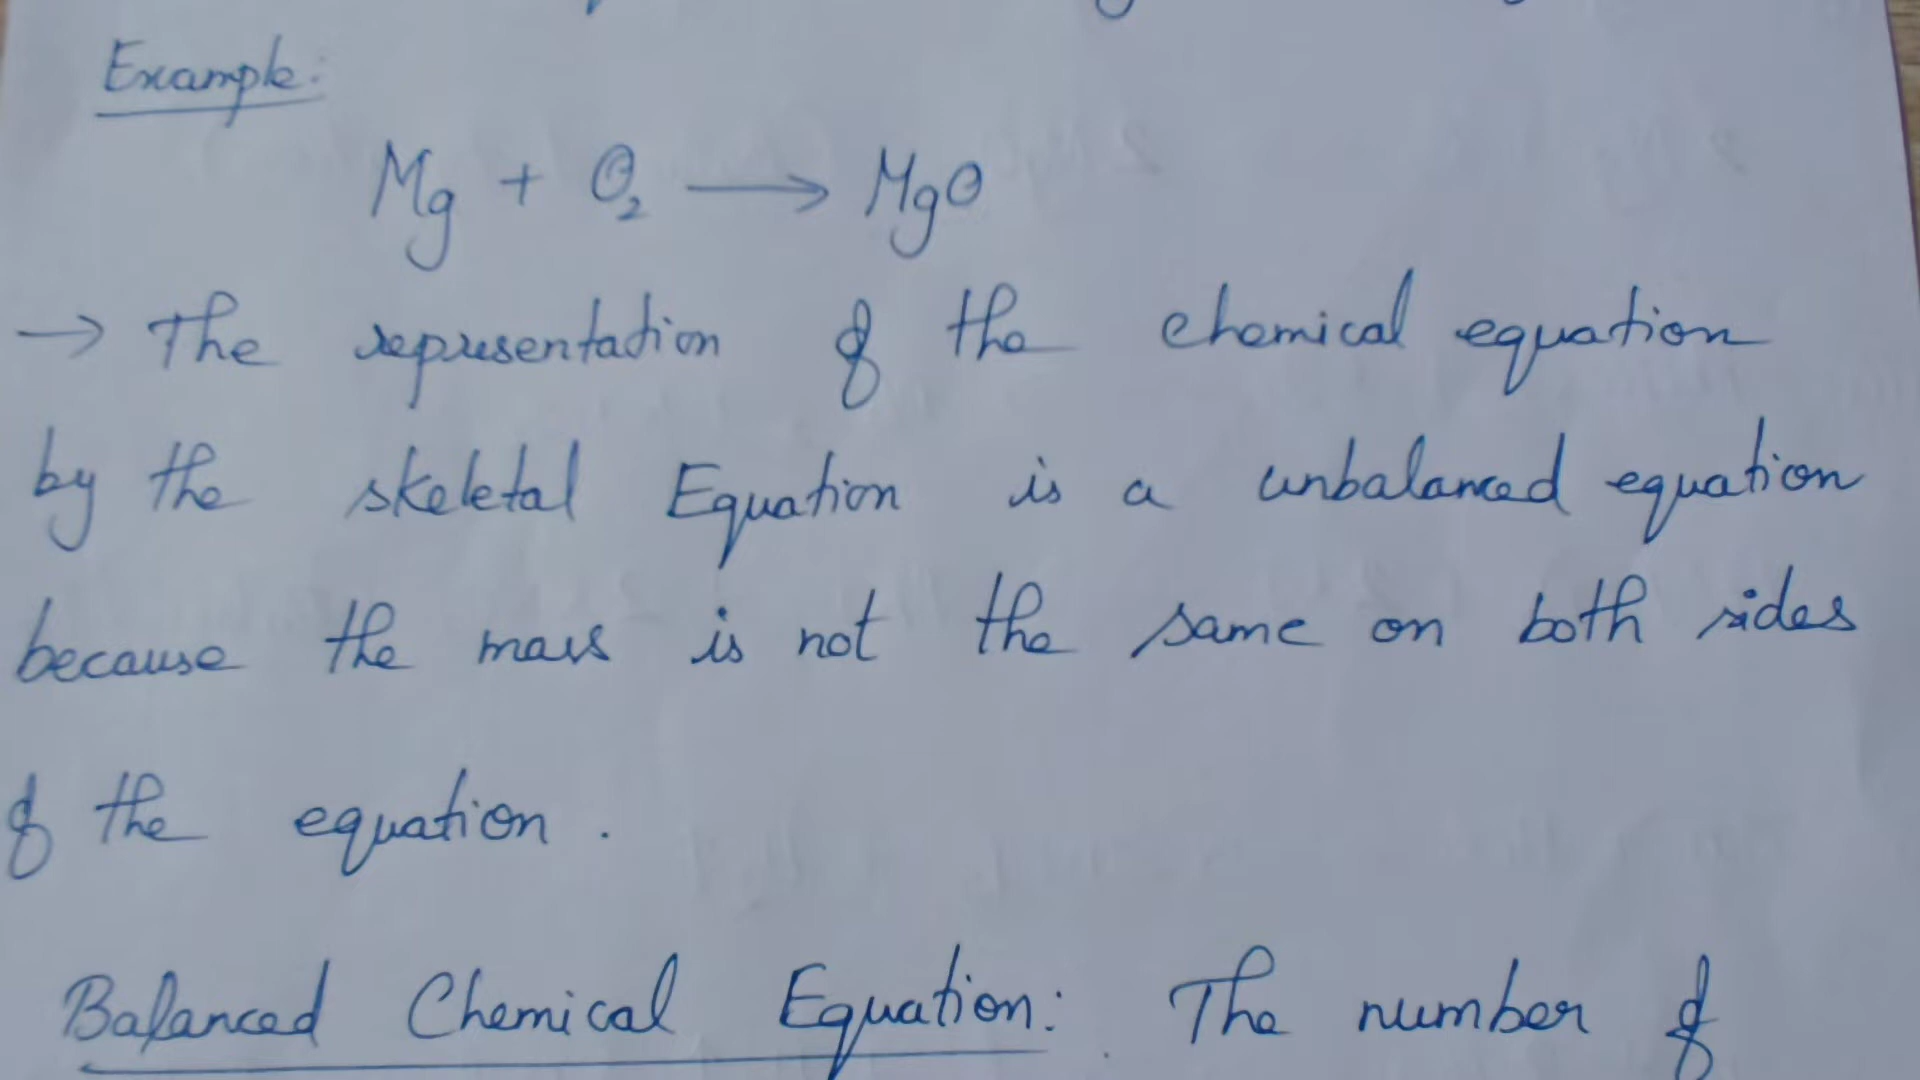 Example:
Mg + O₂ → MgO
→ The representation of the chemical equation
by the skeletal Equation is a unbalanced equation
because the mass is not the same on both sides
of the equation.
Balanced Chemical Equation: The number of